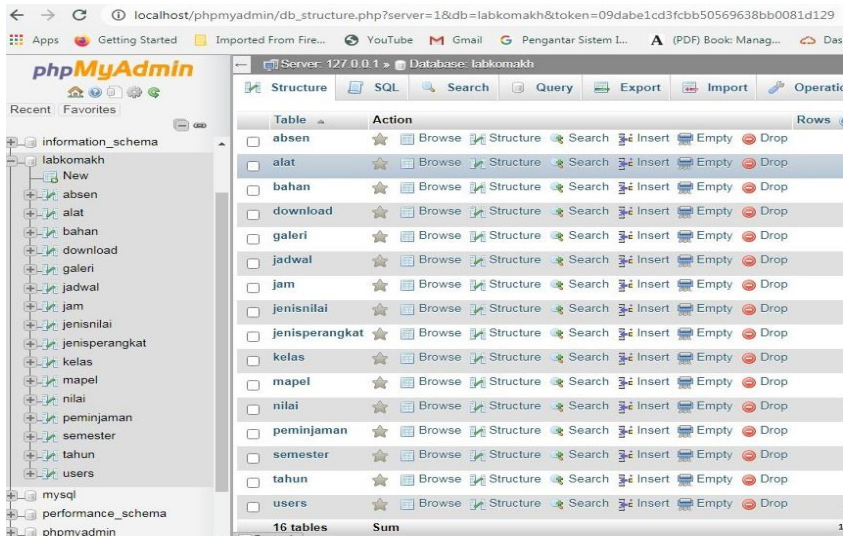 localhost/phpmyadmin/db_structure.php?server=1&db=labkomakh&token=09dabe1cd3fcbb50569638bb0081d129
Apps Getting Started Imported From Fire... YouTube Gmail Pengantar Sistem I... (PDF) Book: Manag... Das
phpMyAdmin
Recent Favorites
information_schema
labkomakh
New
absen
alat
bahan
download
galeri
jadwal
jam
jenisnilai
jenisperangkat
kelas
mapel
nilai
peminjaman
semester
tahun
users
mysql
performance_schema
phpmyadmin
Server: 127.0.0.1 » Database: labkomakh
Structure SQL Search Query Export Import Operatio
Table Action Rows
absen Browse Structure Search Insert Empty Drop
alat Browse Structure Search Insert Empty Drop
bahan Browse Structure Search Insert Empty Drop
download Browse Structure Search Insert Empty Drop
galeri Browse Structure Search Insert Empty Drop
jadwal Browse Structure Search Insert Empty Drop
jam Browse Structure Search Insert Empty Drop
jenisnilai Browse Structure Search Insert Empty Drop
jenisperangkat Browse Structure Search Insert Empty Drop
kelas Browse Structure Search Insert Empty Drop
mapel Browse Structure Search Insert Empty Drop
nilai Browse Structure Search Insert Empty Drop
peminjaman Browse Structure Search Insert Empty Drop
semester Browse Structure Search Insert Empty Drop
tahun Browse Structure Search Insert Empty Drop
users Browse Structure Search Insert Empty Drop
16 tables Sum 1